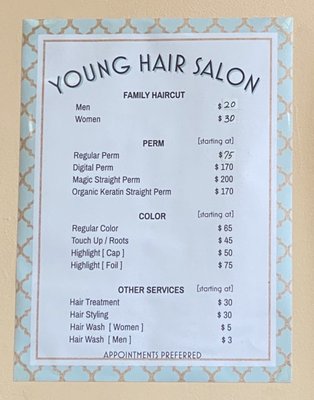 YOUNG HAIR SALON
FAMILY HAIRCUT
Men $ 20
Women $ 30
PERM [starting at]
Regular Perm $ 75
Digital Perm $ 170
Magic Straight Perm $ 200
Organic Keratin Straight Perm $ 170
COLOR [starting at]
Regular Color $ 65
Touch Up / Roots $ 45
Highlight [ Cap ] $ 50
Highlight [ Foil ] $ 75
OTHER SERVICES [starting at]
Hair Treatment $ 30
Hair Styling $ 30
Hair Wash [ Women ] $ 5
Hair Wash [ Men ] $ 3
APPOINTMENTS PREFERRED